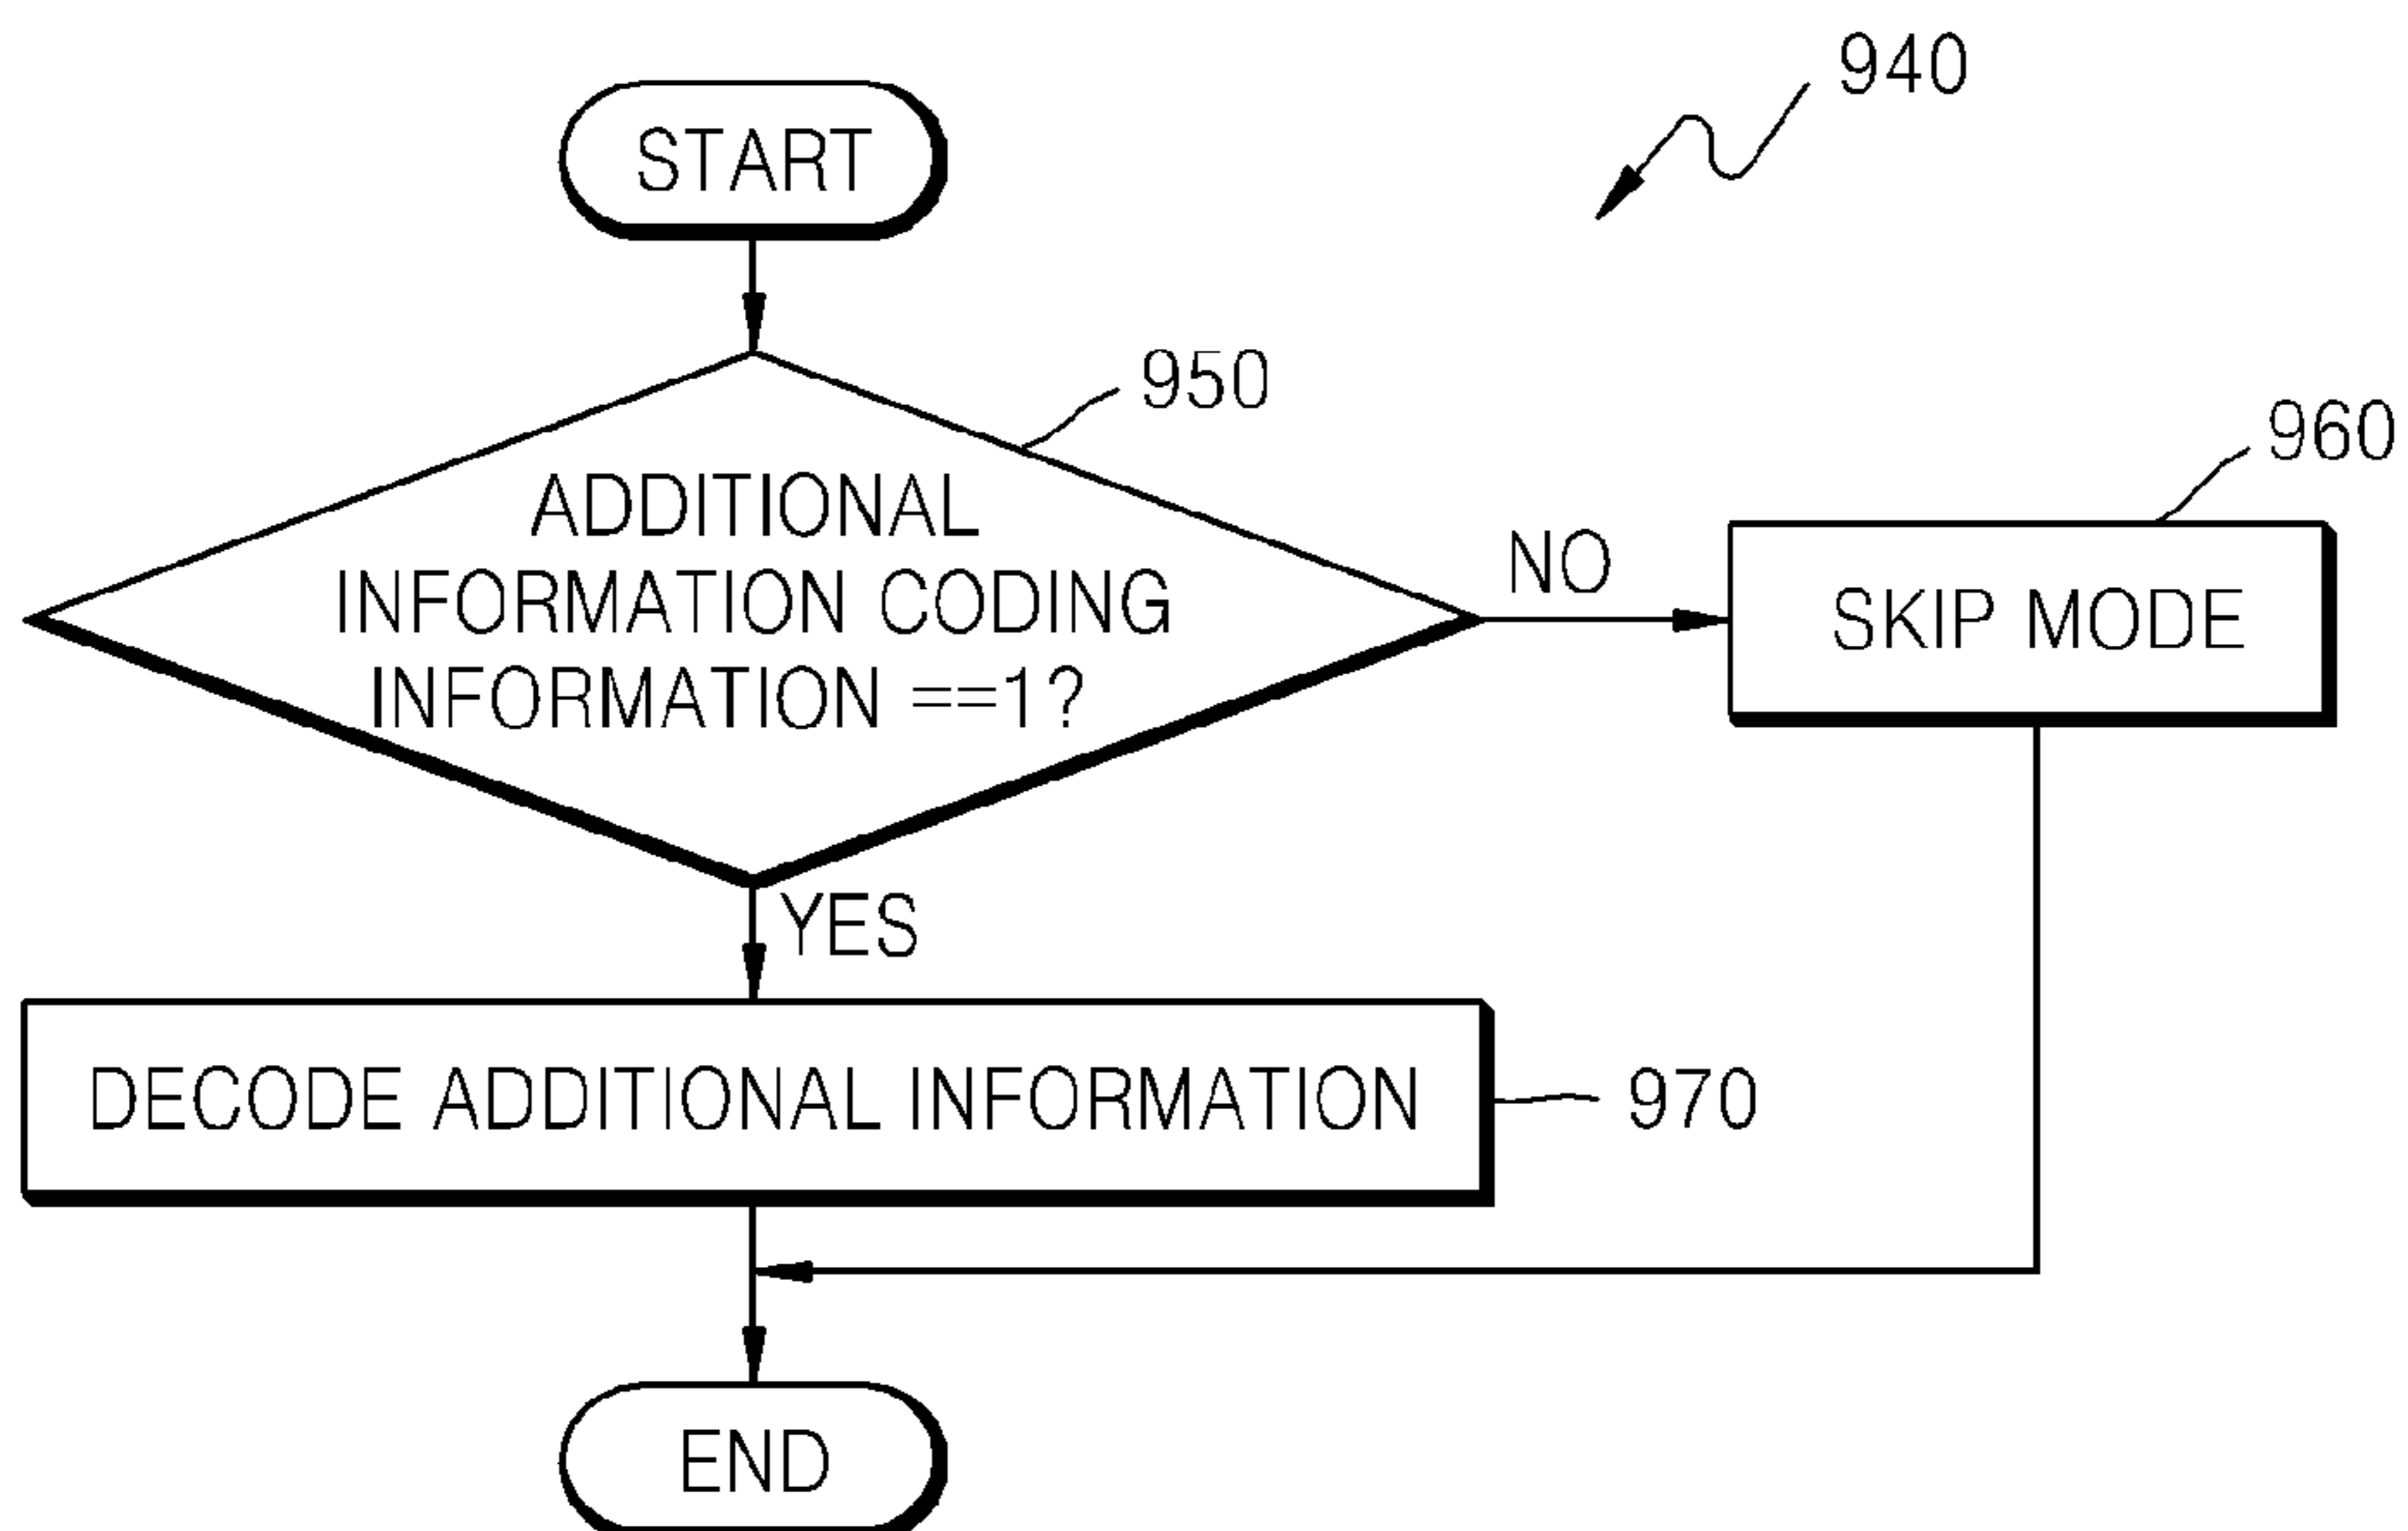 940
START
950
ADDITIONAL
INFORMATION CODING
INFORMATION ==1?
NO
960
SKIP MODE
YES
DECODE ADDITIONAL INFORMATION
970
END